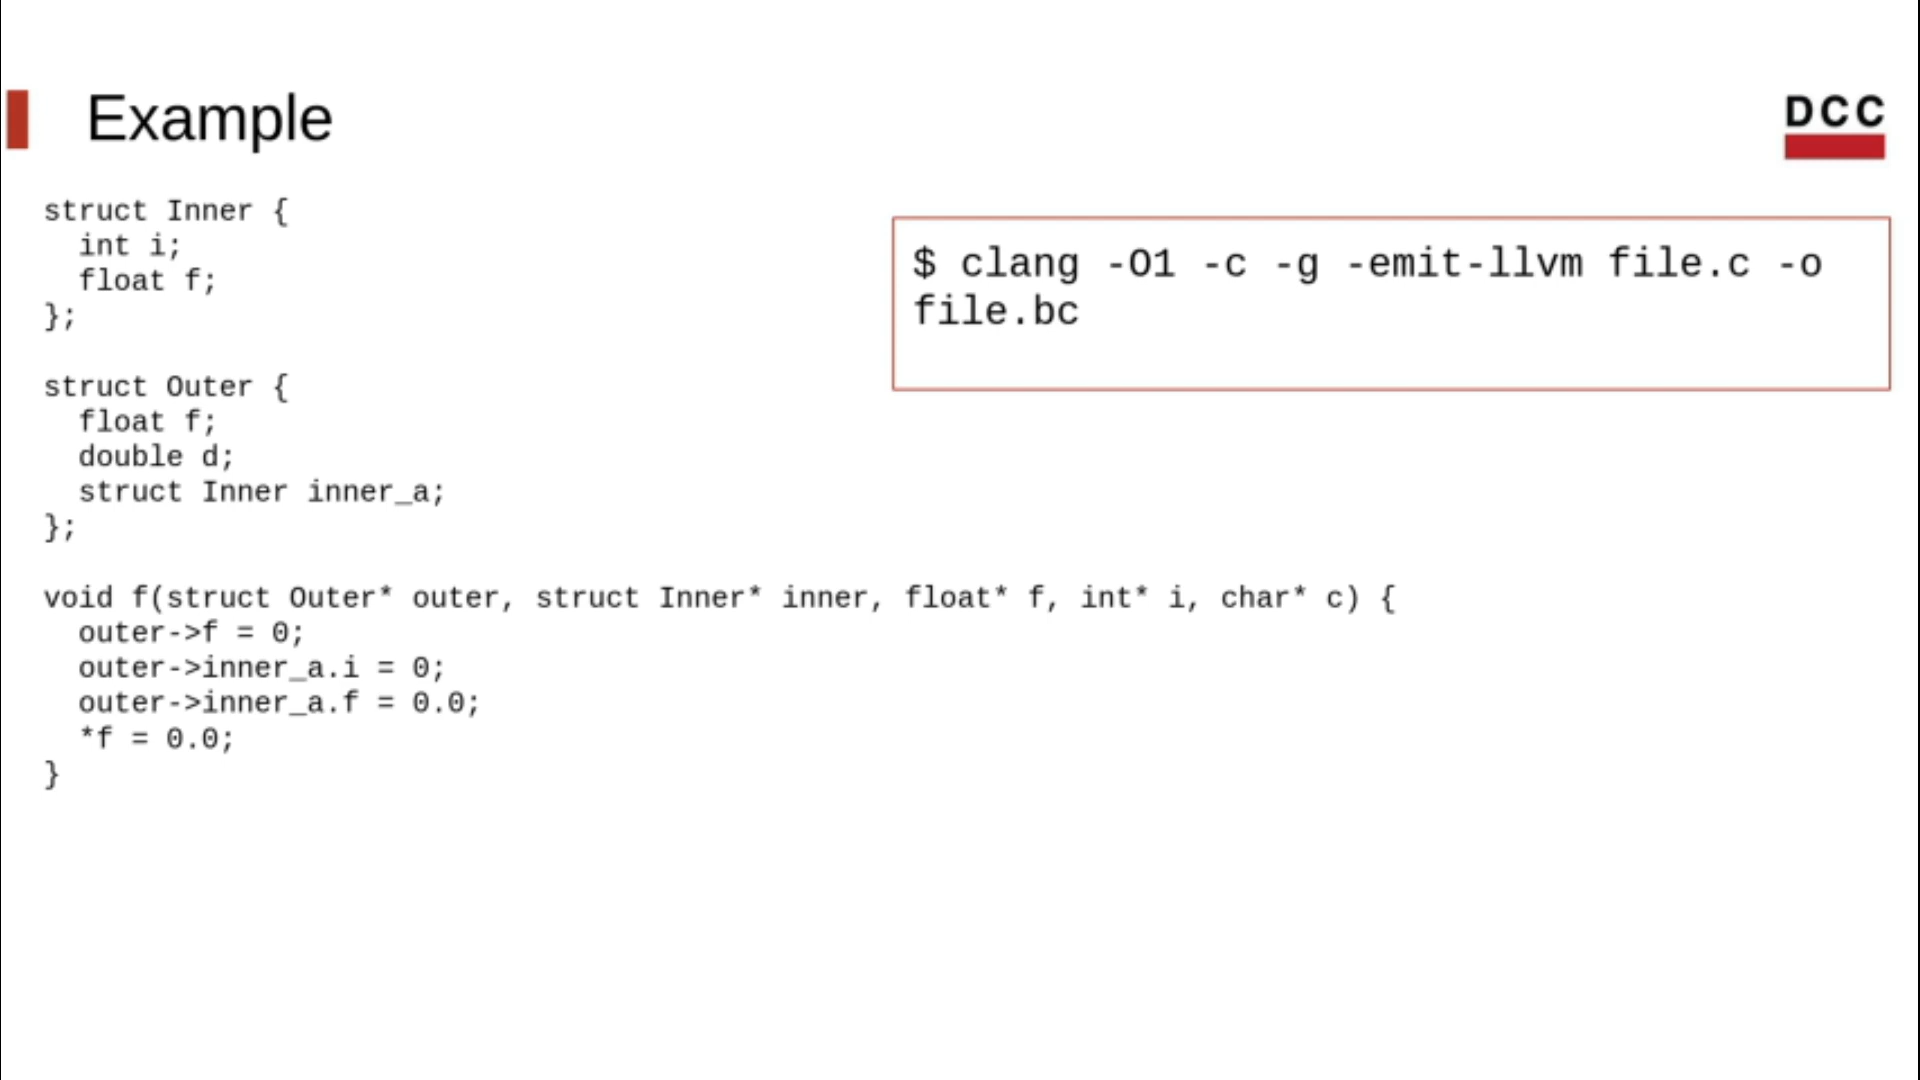 Example
DCC
struct Inner {
  int i;
  float f;
};
struct Outer {
  float f;
  double d;
  struct Inner inner_a;
};
void f(struct Outer* outer, struct Inner* inner, float* f, int* i, char* c) {
  outer->f = 0;
  outer->inner_a.i = 0;
  outer->inner_a.f = 0.0;
  *f = 0.0;
}
$ clang -O1 -c -g -emit-llvm file.c -o
file.bc